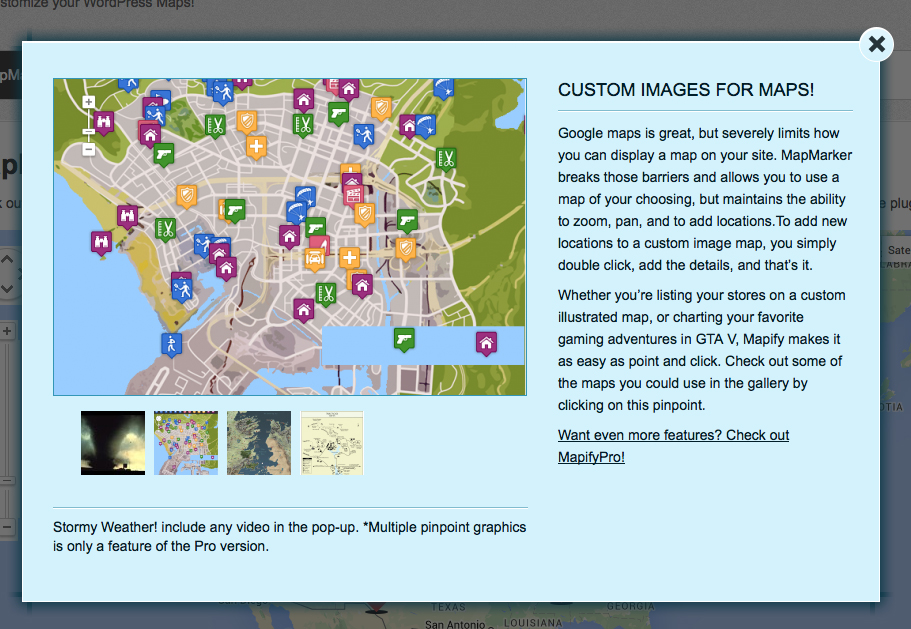 stomize your WordPress Maps!
CUSTOM IMAGES FOR MAPS!
Google maps is great, but severely limits how
you can display a map on your site. MapMarker
breaks those barriers and allows you to use a
map of your choosing, but maintains the ability
to zoom, pan, and to add locations.To add new
locations to a custom image map, you simply
double click, add the details, and that's it.
Whether you're listing your stores on a custom
illustrated map, or charting your favorite
gaming adventures in GTA V, Mapify makes it
as easy as point and click. Check out some of
the maps you could use in the gallery by
clicking on this pinpoint.
Want even more features? Check out
MapifyPro!
Stormy Weather! include any video in the pop-up. *Multiple pinpoint graphics
is only a feature of the Pro version.
pM
ap
k ou
e plug
Sate
TEXAS
San Antonio
LOUISIANA
GEORGIA